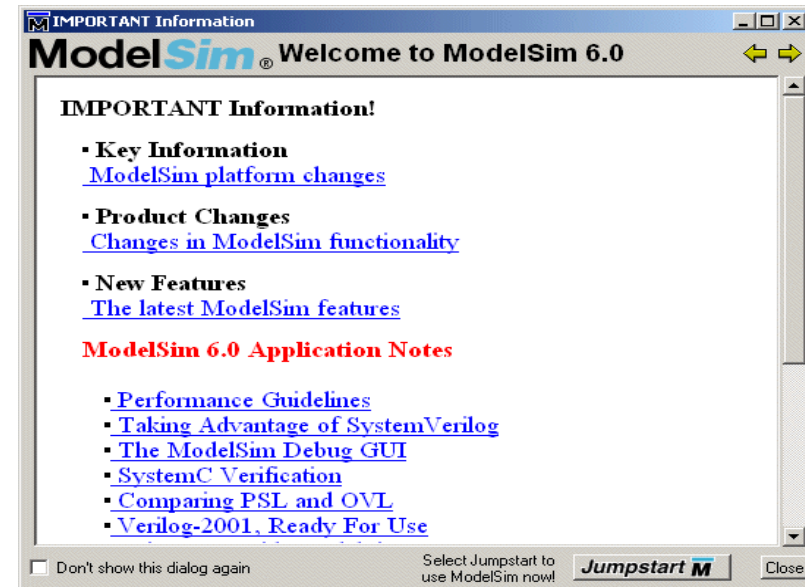 IMPORTANT Information
ModelSim ® Welcome to ModelSim 6.0
IMPORTANT Information!
▪ Key Information
ModelSim platform changes
▪ Product Changes
Changes in ModelSim functionality
▪ New Features
The latest ModelSim features
ModelSim 6.0 Application Notes
▪ Performance Guidelines
▪ Taking Advantage of SystemVerilog
▪ The ModelSim Debug GUI
▪ SystemC Verification
▪ Comparing PSL and OVL
▪ Verilog-2001, Ready For Use
Don't show this dialog again
Select Jumpstart to
use ModelSim now!
Jumpstart M
Close